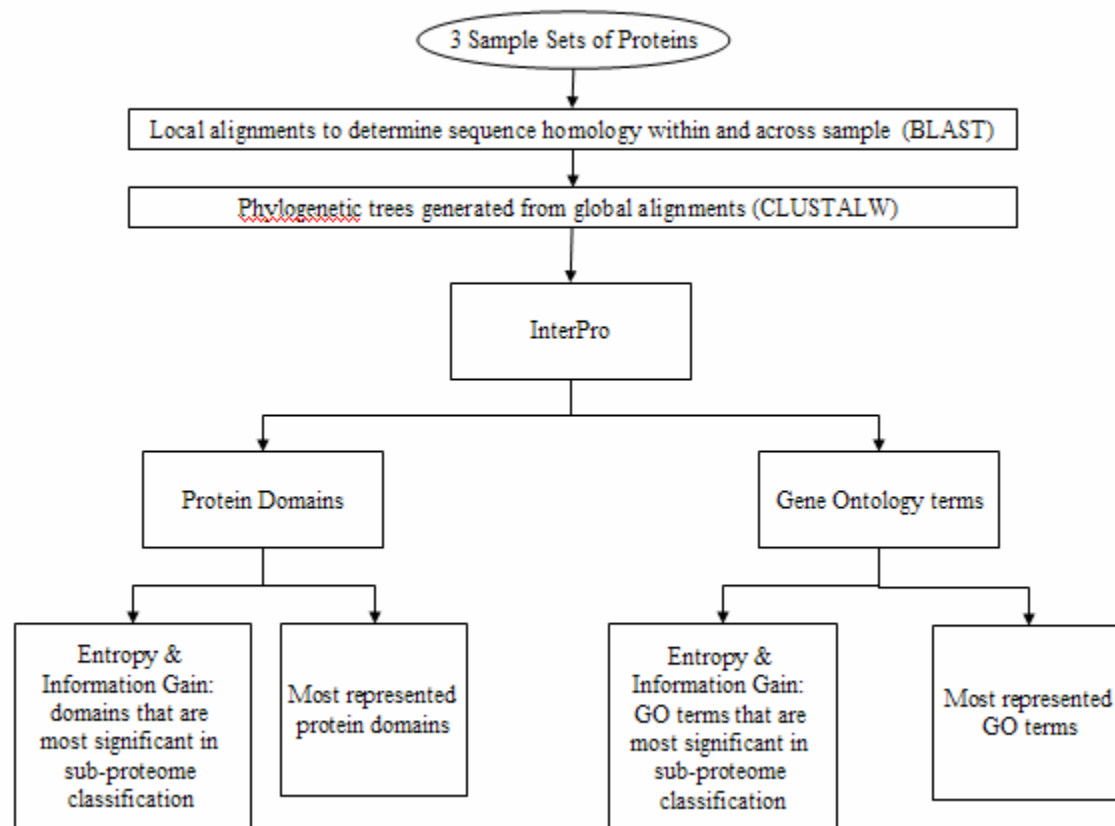 3 Sample Sets of Proteins
Local alignments to determine sequence homology within and across sample (BLAST)
Phylogenetic trees generated from global alignments (CLUSTALW)
InterPro
Protein Domains
Gene Ontology terms
Entropy &
Information Gain:
domains that are
most significant in
sub-proteome
classification
Most represented
protein domains
Entropy &
Information Gain:
GO terms that are
most significant in
sub-proteome
classification
Most represented
GO terms